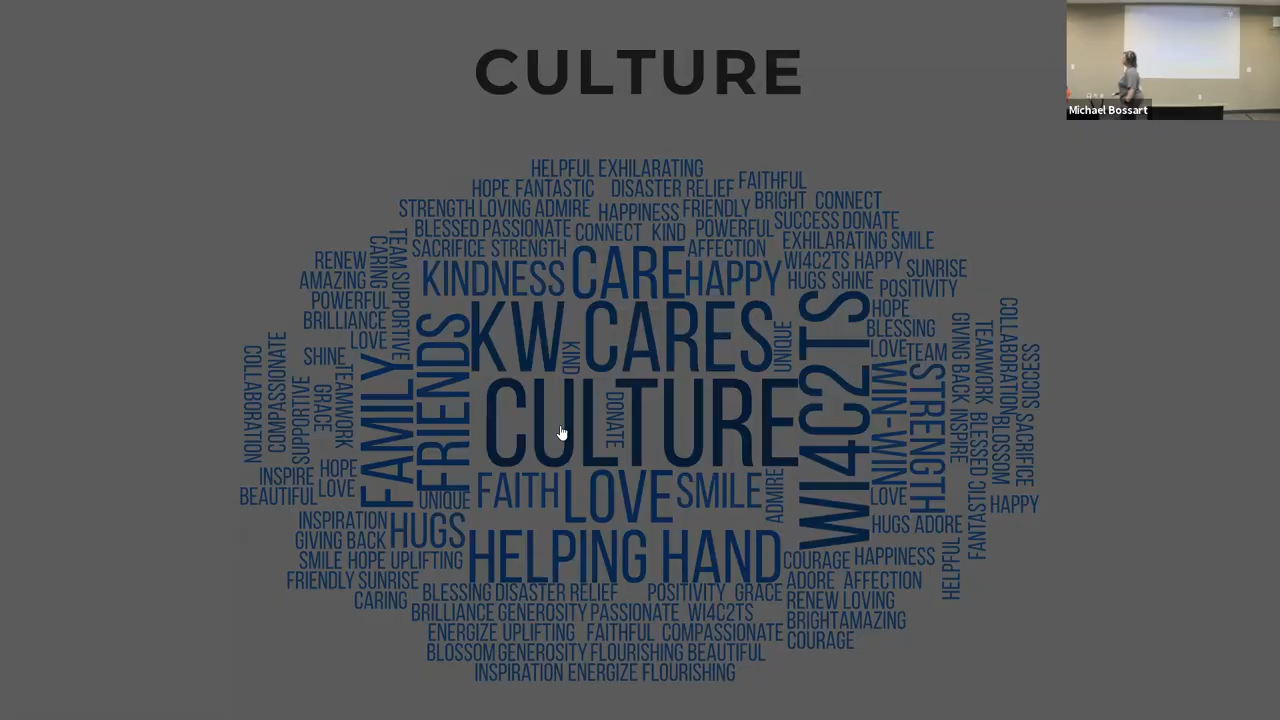 CULTURE
Michael Bossart
HELPFUL EXHILARATING
HOPE FANTASTIC DISASTER RELIEF FAITHFUL
STRENGTH LOVING ADMIRE HAPPINESS FRIENDLY BRIGHT CONNECT
BLESSED PASSIONATE CONNECT KIND POWERFUL SUCCESS DONATE
SACRIFICE STRENGTH AFFECTION EXHILARATING SMILE
RENEW CARING TEAM SUPPORTIVE KINDNESS CARE HAPPY WI4C2TS HAPPY SUNRISE
AMAZING HUGS SHINE POSITIVITY
POWERFUL HOPE
BRILLIANCE FRIENDS KW CARES UNIQUE WI4C2TS BLESSING
LOVE KIND LOVE TEAM
SHINE GIVING BACK TEAMWORK COLLABORATION SUCCESS
COLLABORATION COMPASSIONATE SUPPORTIVE GRACE TEAMWORK FAMILY
CULTURE DONATE WIN-WIN STRENGTH INSPIRE BLESSED BLOSSOM SACRIFICE
INSPIRE HOPE
BEAUTIFUL LOVE UNIQUE FAITH LOVE SMILE ADMIRE LOVE HAPPY
INSPIRATION HUGS HUGS ADORE FANTASTIC
GIVING BACK HELPING HAND
SMILE HOPE UPLIFTING COURAGE HAPPINESS HELPFUL
FRIENDLY SUNRISE ADORE AFFECTION
CARING BLESSING DISASTER RELIEF POSITIVITY GRACE RENEW LOVING
BRILLIANCE GENEROSITY PASSIONATE WI4C2TS BRIGHT AMAZING
ENERGIZE UPLIFTING FAITHFUL COMPASSIONATE COURAGE
BLOSSOM GENEROSITY FLOURISHING BEAUTIFUL
INSPIRATION ENERGIZE FLOURISHING